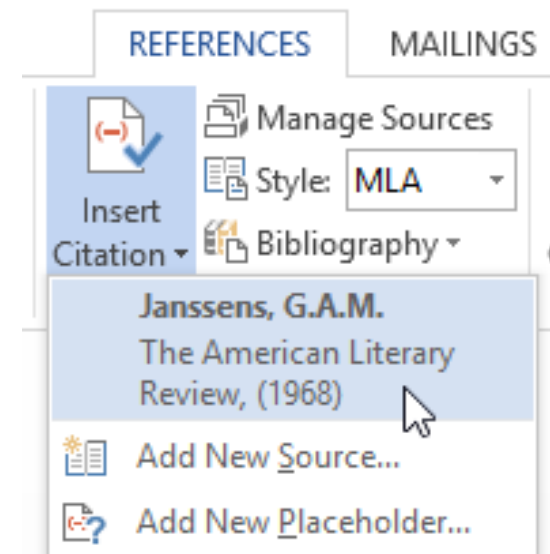 REFERENCES MAILINGS
Manage Sources
Style: MLA
Insert
Citation
Bibliography
Janssens, G.A.M.
The American Literary
Review, (1968)
Add New Source...
Add New Placeholder...